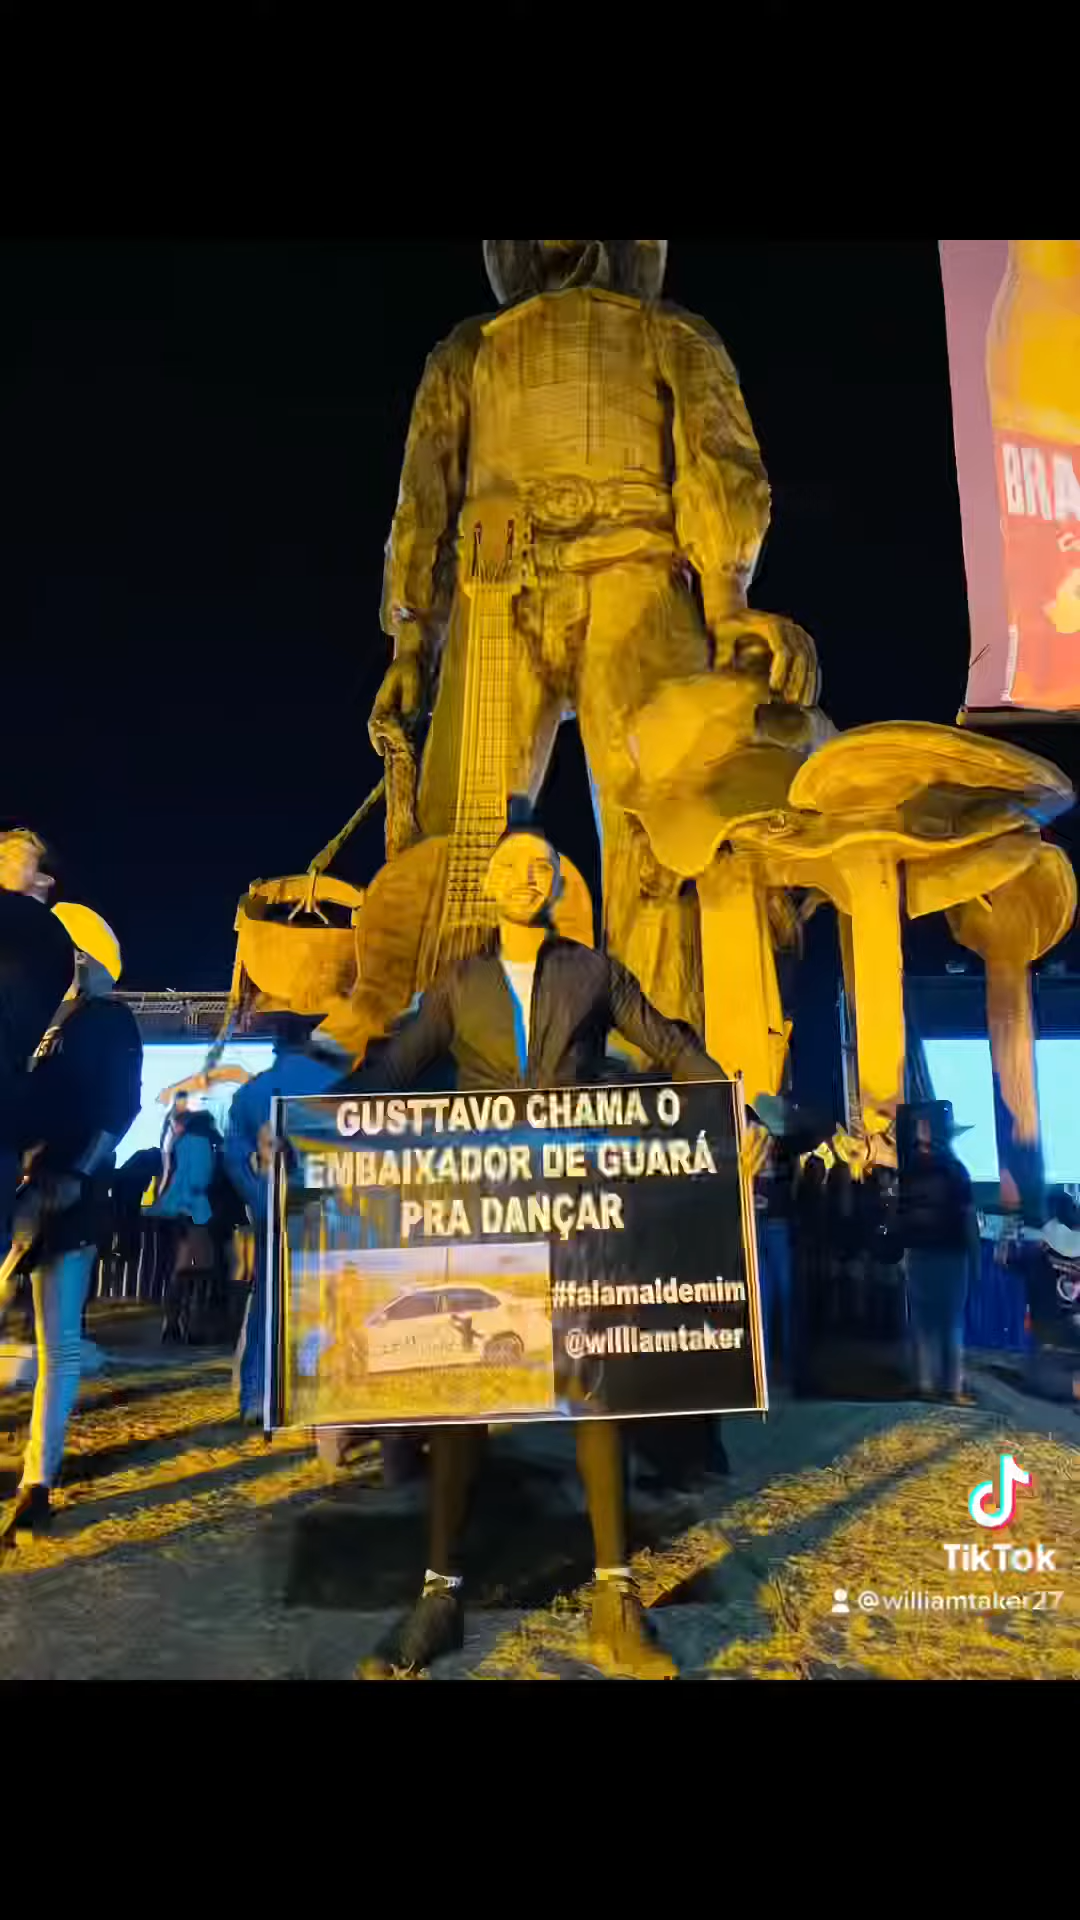 BRA
GUSTTAVO CHAMA O
EMBAIXADOR DE GUARÁ
PRA DANÇAR
#falamaldemim
@williamtaker
TikTok
@williamtaker27